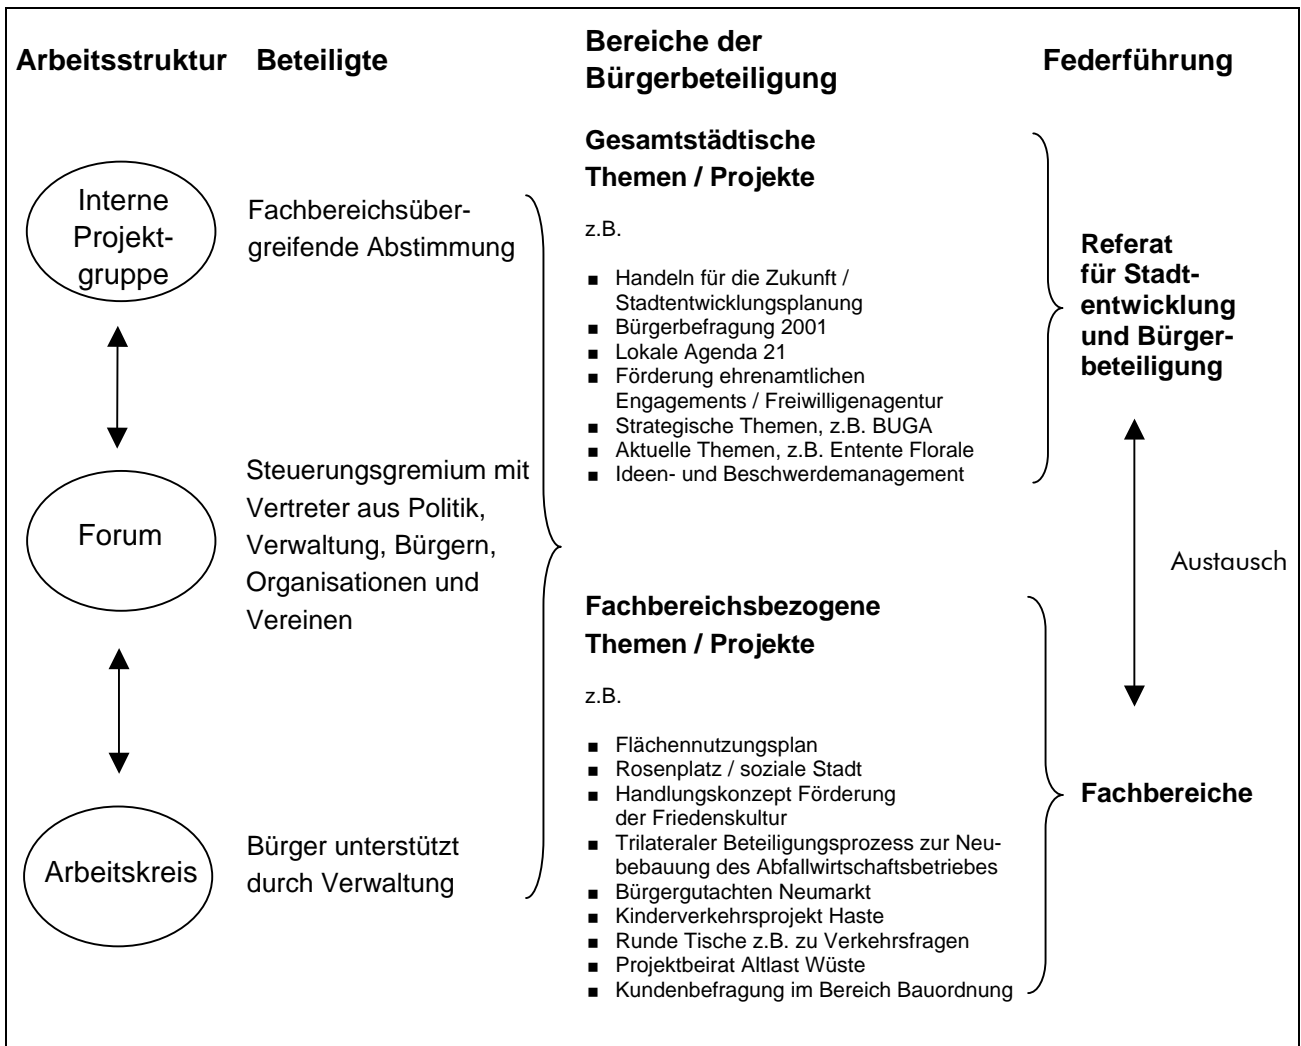 Arbeitsstruktur
Beteiligte
Bereiche der
Bürgerbeteiligung
Federführung
Interne
Projekt-
gruppe
Forum
Arbeitskreis
Fachbereichsüber-
greifende Abstimmung
Steuerungsgremium mit
Vertreter aus Politik,
Verwaltung, Bürgern,
Organisationen und
Vereinen
Bürger unterstützt
durch Verwaltung
Gesamtstädtische
Themen / Projekte
z.B.
■ Handeln für die Zukunft /
Stadtentwicklungsplanung
■ Bürgerbefragung 2001
■ Lokale Agenda 21
■ Förderung ehrenamtlichen
Engagements / Freiwilligenagentur
■ Strategische Themen, z.B. BUGA
■ Aktuelle Themen, z.B. Entente Florale
■ Ideen- und Beschwerdemanagement
Fachbereichsbezogene
Themen / Projekte
z.B.
■ Flächennutzungsplan
■ Rosenplatz / soziale Stadt
■ Handlungskonzept Förderung
der Friedenskultur
■ Trilateraler Beteiligungsprozess zur Neu-
bebauung des Abfallwirtschaftsbetriebes
■ Bürgergutachten Neumarkt
■ Kinderverkehrsprojekt Haste
■ Runde Tische z.B. zu Verkehrsfragen
■ Projektbeirat Altlast Wüste
■ Kundenbefragung im Bereich Bauordnung
Referat
für Stadt-
entwicklung
und Bürger-
beteiligung
Austausch
Fachbereiche